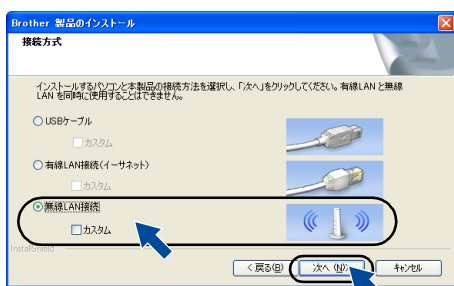 Brother 製品のインストール
接続方式
インストールするパソコンと本製品の接続方法を選択し、「次へ」をクリックしてください。有線LAN と無線
LAN を同時に使用することはできません。
USBケーブル
カスタム
有線LAN接続(イーサネット)
カスタム
無線LAN接続
カスタム
InstallShield
< 戻る(B) 次へ (N)> キャンセル